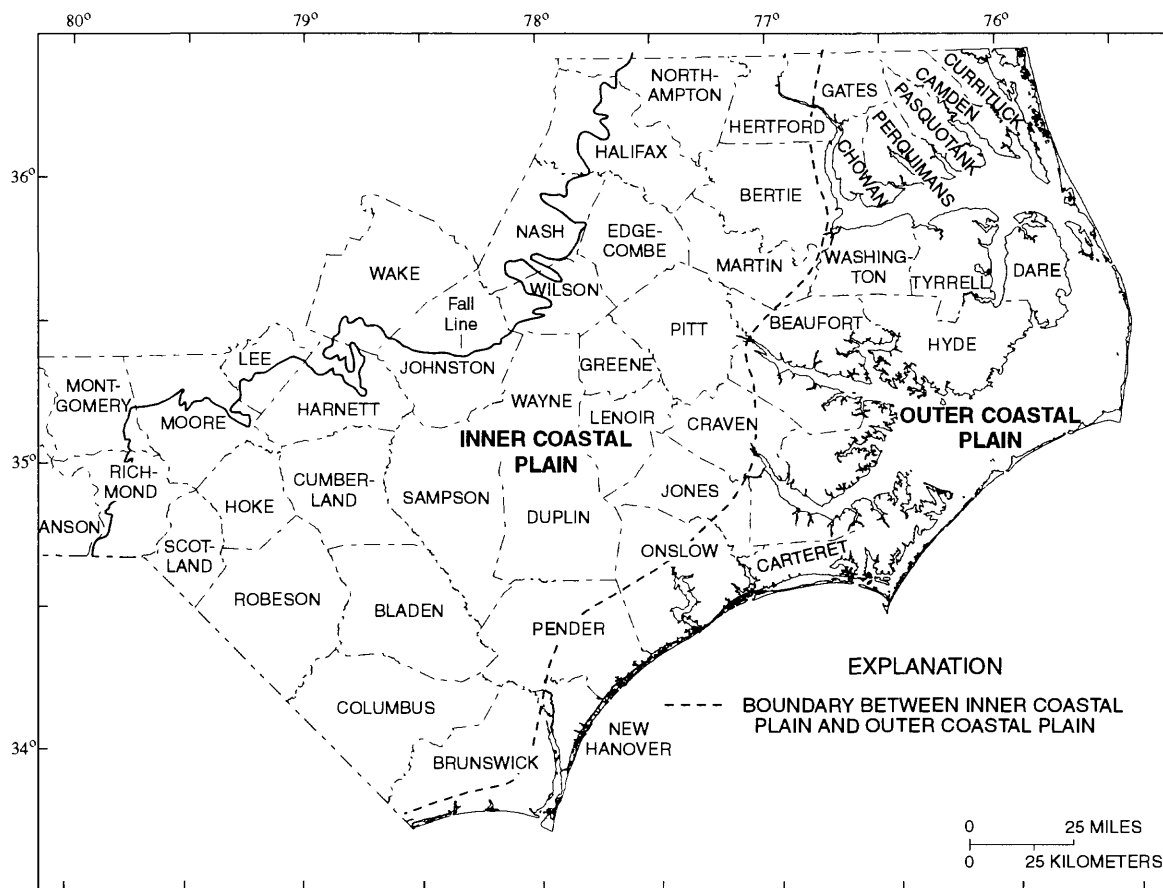 80°
79°
78°
77°
76°
36°
35°
34°
NORTH-
AMPTON
GATES
CURRITUCK
CAMDEN
PASQUOTANK
PERQUIMANS
CHOWAN
HERTFORD
HALIFAX
BERTIE
NASH
EDGE-
COMBE
WAKE
WILSON
MARTIN
WASHING-
TON
TYRRELL
DARE
Fall
Line
PITT
BEAUFORT
HYDE
LEE
JOHNSTON
GREENE
MONT-
GOMERY
HARNETT
WAYNE
MOORE
LENOIR
CRAVEN
INNER COASTAL
PLAIN
OUTER COASTAL
PLAIN
RICH-
MOND
CUMBER-
LAND
SAMPSON
JONES
HOKE
DUPLIN
ANSON
SCOT-
LAND
ONSLOW
CARTERET
ROBESON
BLADEN
PENDER
COLUMBUS
NEW
HANOVER
BRUNSWICK
EXPLANATION
BOUNDARY BETWEEN INNER COASTAL
PLAIN AND OUTER COASTAL PLAIN
0 25 MILES
0 25 KILOMETERS